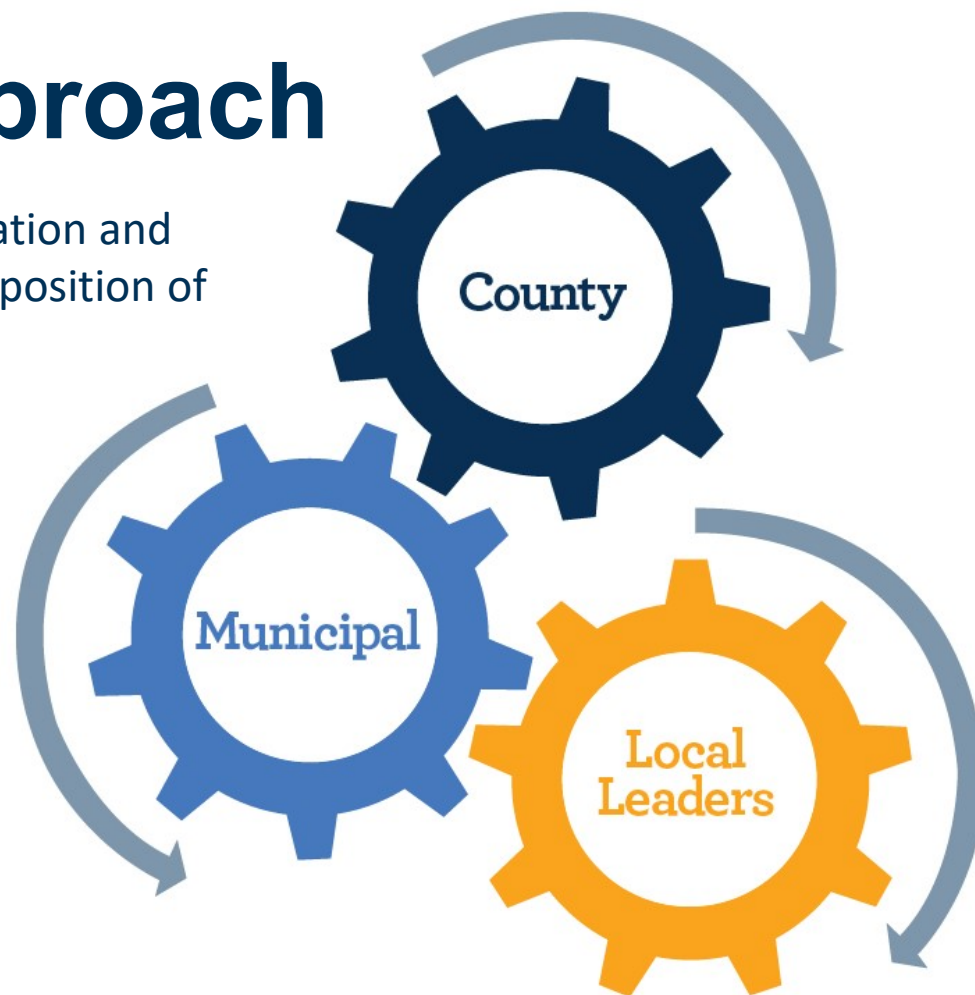 proach
ation and
position of
County
Municipal
Local
Leaders